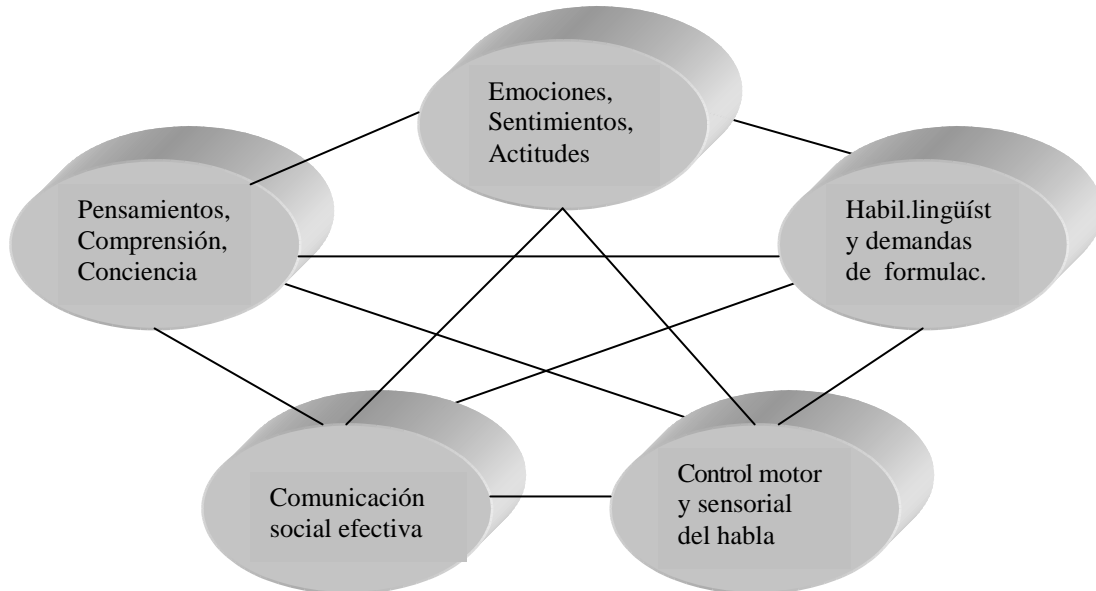 Emociones,
Sentimientos,
Actitudes
Pensamientos,
Comprensión,
Conciencia
Habil.lingüíst
y demandas
de formulac.
Comunicación
social efectiva
Control motor
y sensorial
del habla